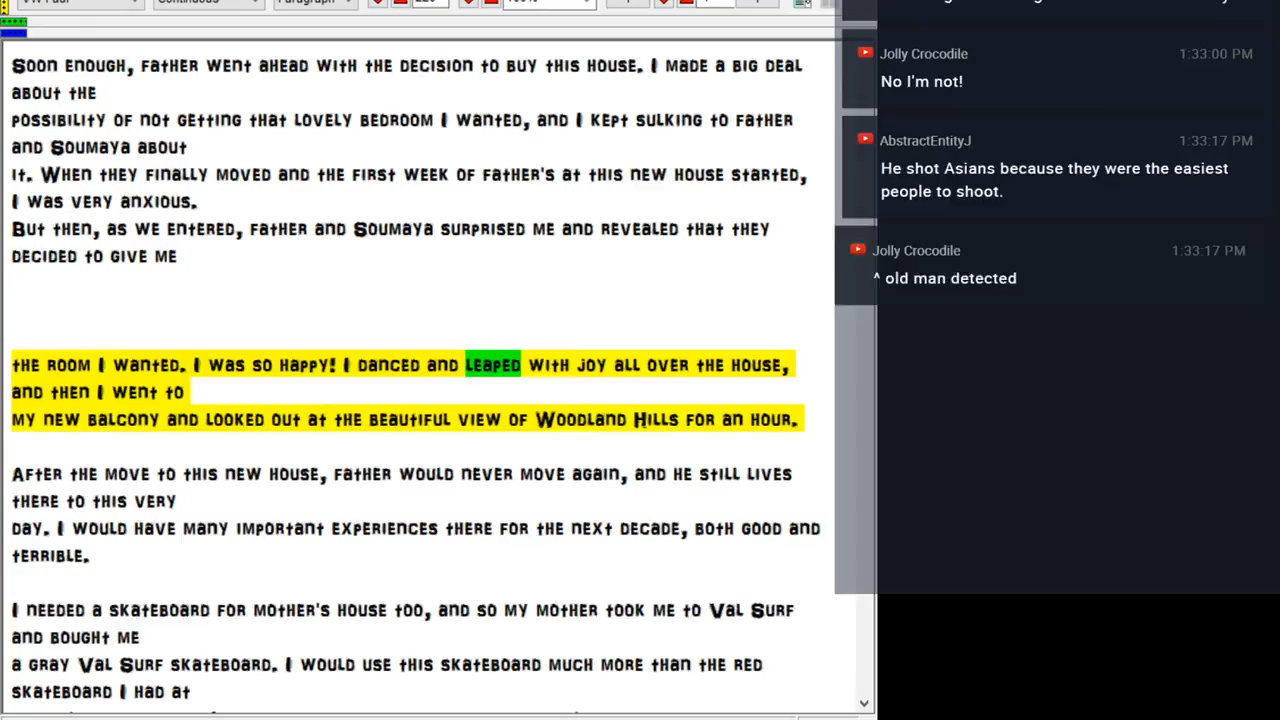 Continuous
Paragraph
Soon enough, father went ahead with the decision to buy this house. I made a big deal
about the
possibility of not getting that lovely bedroom I wanted, and I kept sulking to father
and Soumaya about
it. When they finally moved and the first week of father's at this new house started,
I was very anxious.
But then, as we entered, father and Soumaya surprised me and revealed that they
decided to give me
the room I wanted. I was so happy! I danced and leaped with joy all over the house,
and then I went to
my new balcony and looked out at the beautiful view of Woodland Hills for an hour.
After the move to this new house, father would never move again, and he still lives
there to this very
day. I would have many important experiences there for the next decade, both good and
terrible.
I needed a skateboard for mother's house too, and so my mother took me to Val Surf
and bought me
a gray Val Surf skateboard. I would use this skateboard much more than the red
skateboard I had at
Jolly Crocodile 1:33:00 PM
No I'm not!
AbstractEntityJ 1:33:17 PM
He shot Asians because they were the easiest
people to shoot.
Jolly Crocodile 1:33:17 PM
^ old man detected